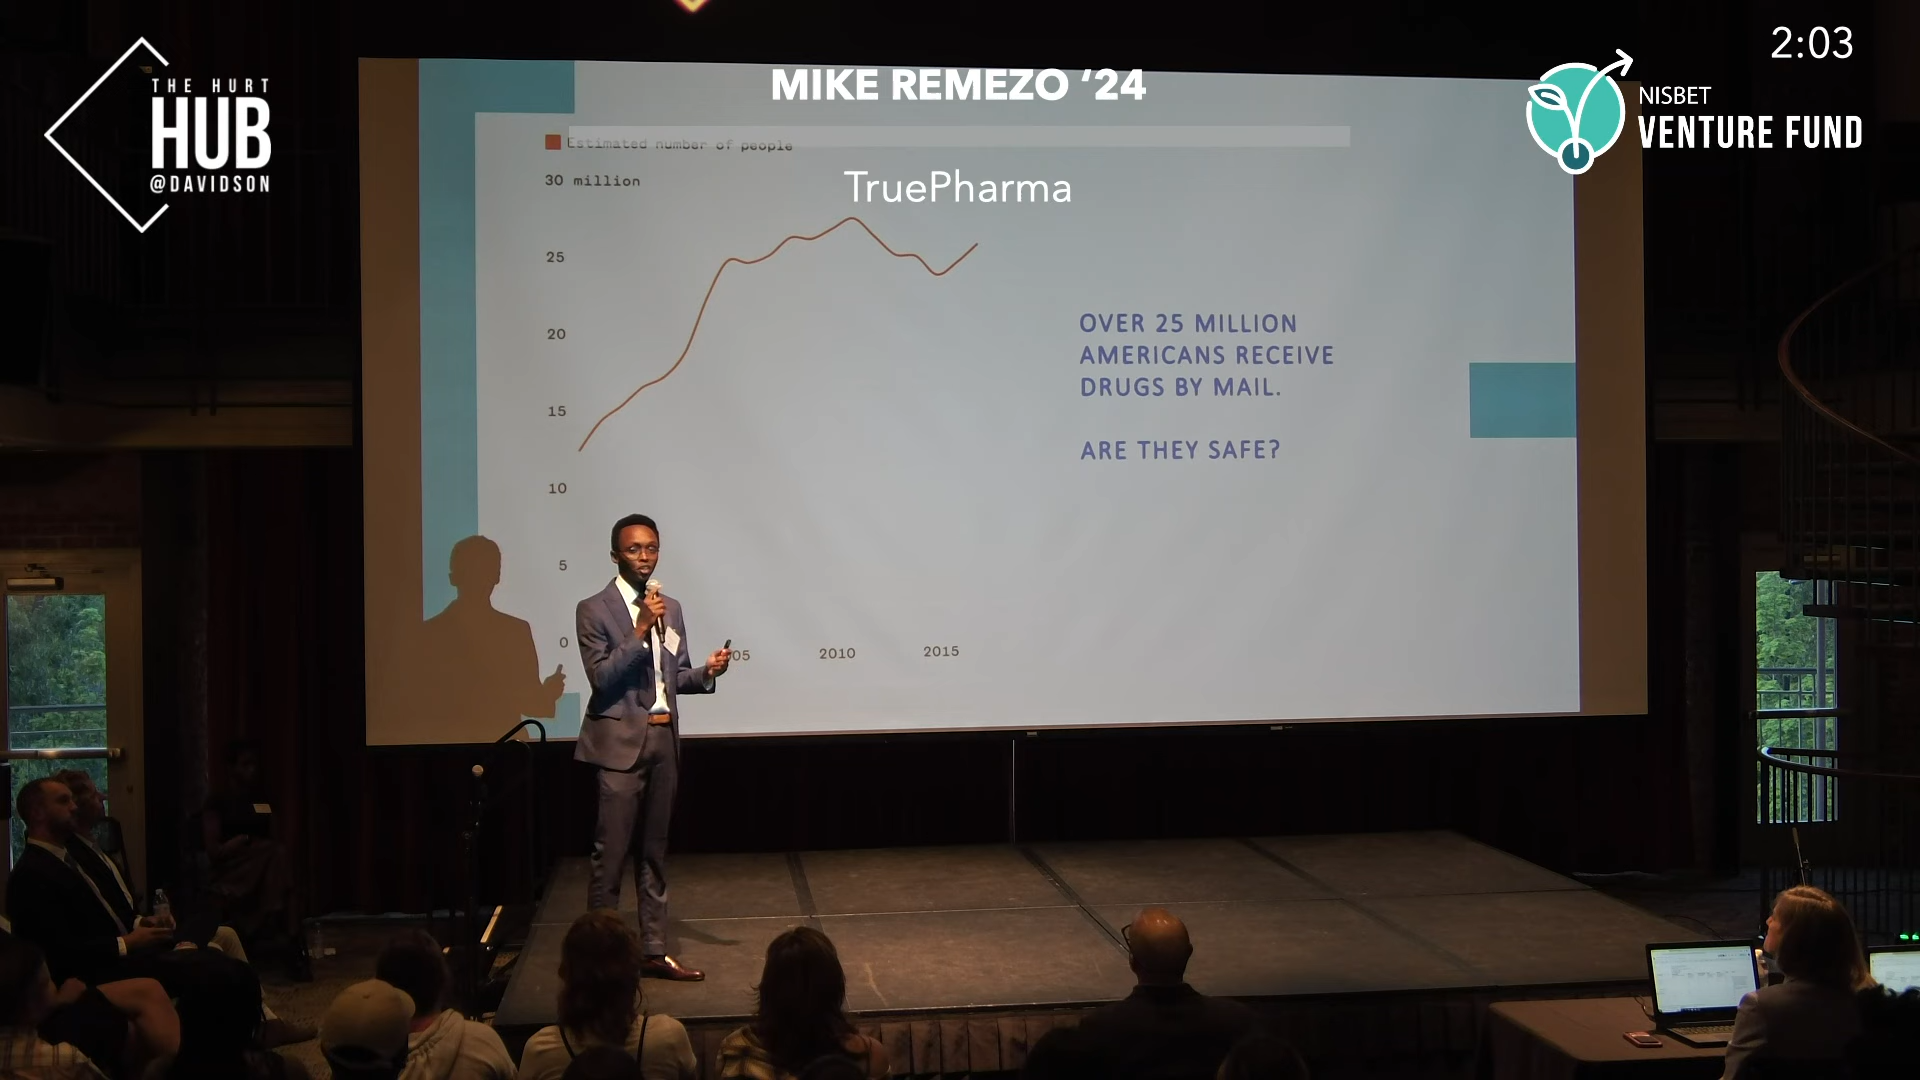 2:03
THE HURT
HUB
@DAVIDSON
MIKE REMEZO ‘24
TruePharma
NISBET
VENTURE FUND
Estimated number of people
30 million
25
20
15
10
5
0
05
2010
2015
OVER 25 MILLION
AMERICANS RECEIVE
DRUGS BY MAIL.
ARE THEY SAFE?